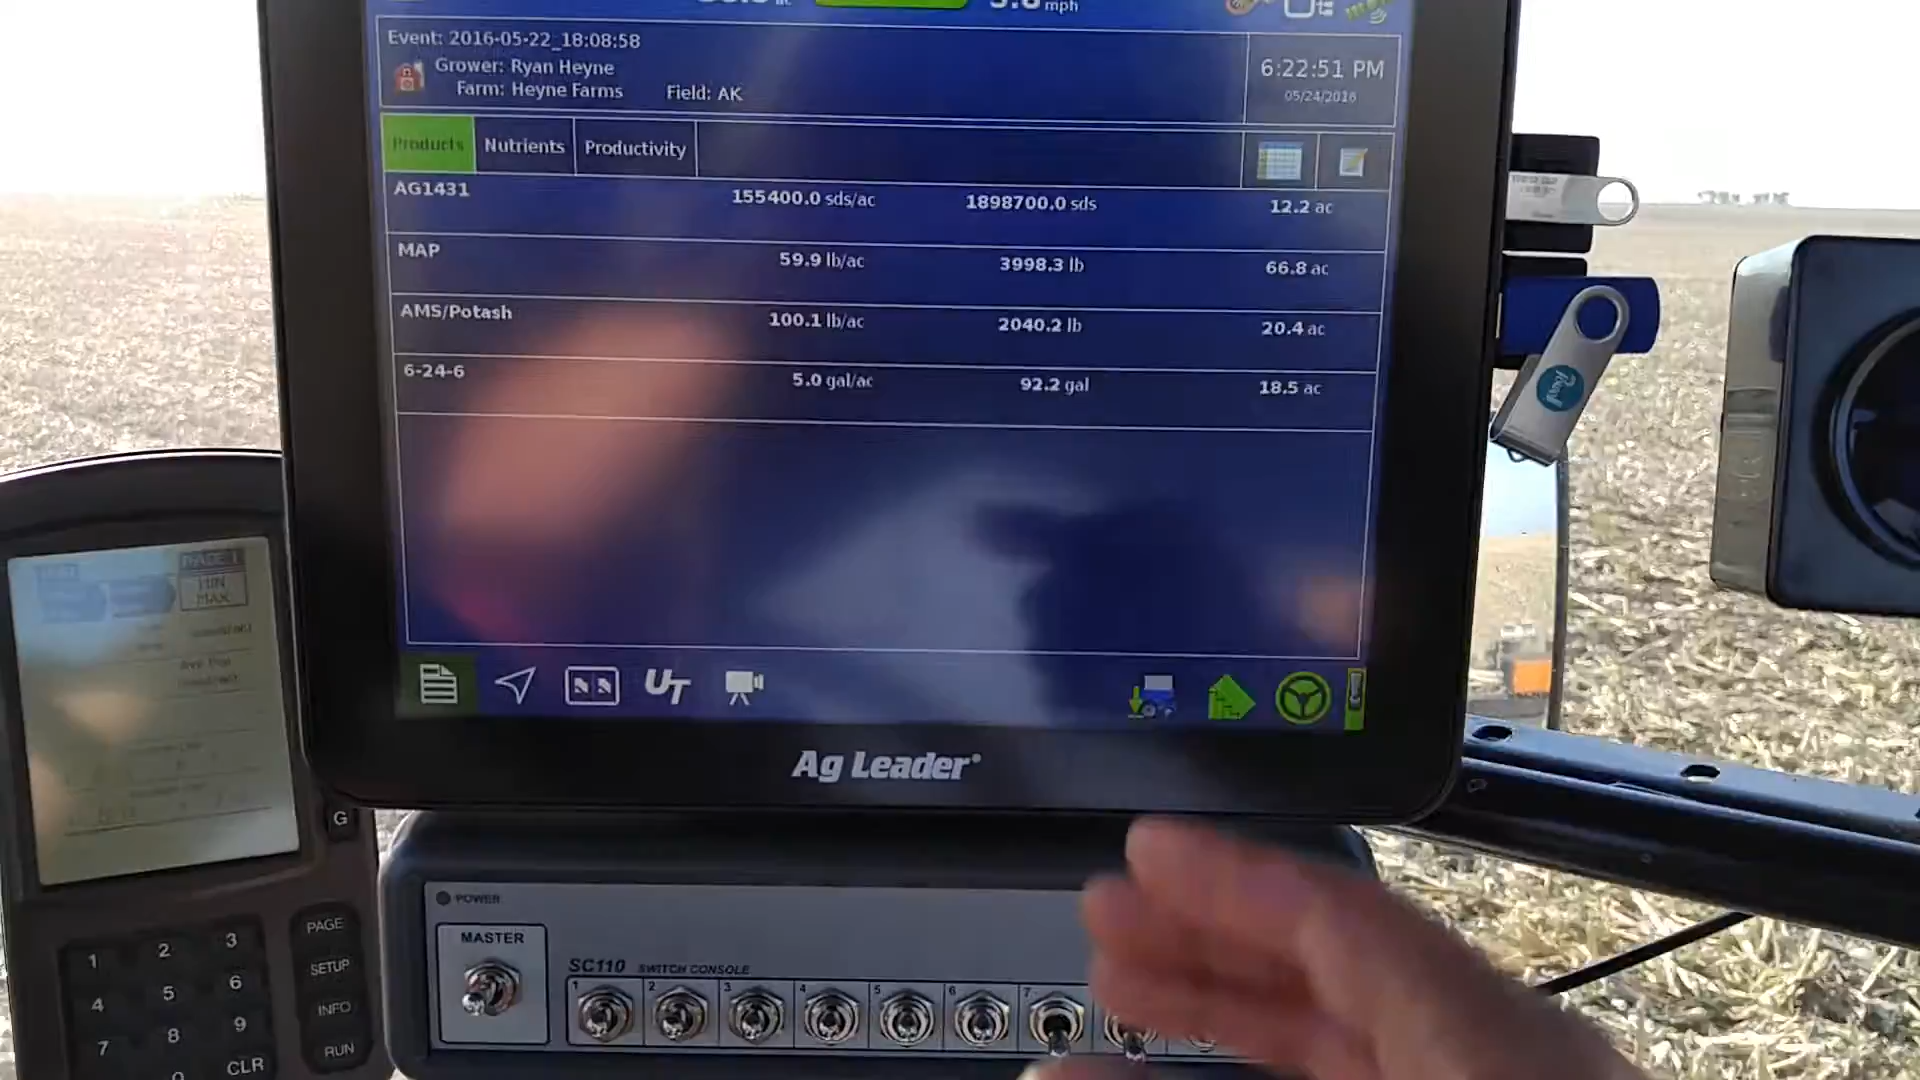 mph
Event: 2016-05-22_18:08:58
Grower: Ryan Heyne
Farm: Heyne Farms Field: AK
6:22:51 PM
05/24/2016
Products Nutrients Productivity
AG1431 155400.0 sds/ac 1898700.0 sds 12.2 ac
MAP 59.9 lb/ac 3998.3 lb 66.8 ac
AMS/Potash 100.1 lb/ac 2040.2 lb 20.4 ac
6-24-6 5.0 gal/ac 92.2 gal 18.5 ac
UT
Ag Leader
PAGE 1
MIN
MAX
G
POWER
MASTER
SC110 SWITCH CONSOLE
1 2 3 4 5 6 7
1 2 3 PAGE
4 5 6 SETUP
7 8 9 INFO
0 CLR RUN